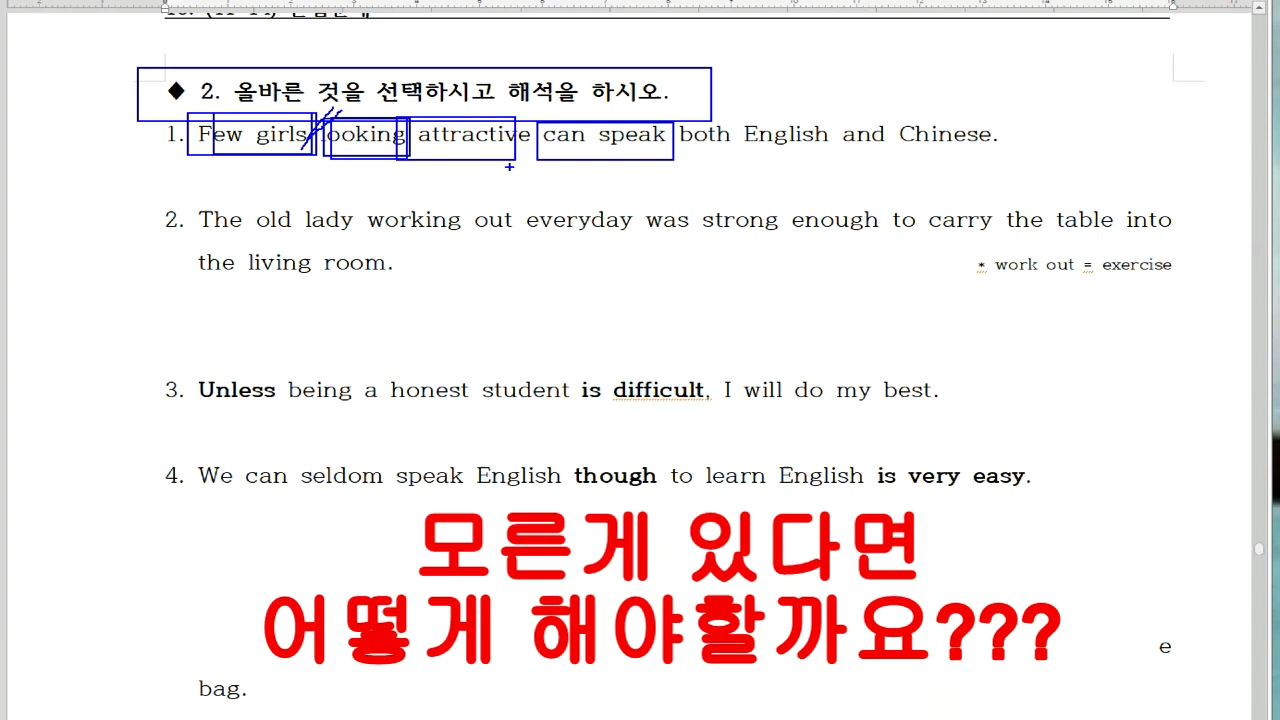 ◆ 2. 올바른 것을 선택하시고 해석을 하시오.
1. Few girls looking attractive can speak both English and Chinese.
2. The old lady working out everyday was strong enough to carry the table into
the living room.
* work out = exercise
3. Unless being a honest student is difficult, I will do my best.
4. We can seldom speak English though to learn English is very easy.
모른게 있다면
어떻게 해야할까요???
e
bag.